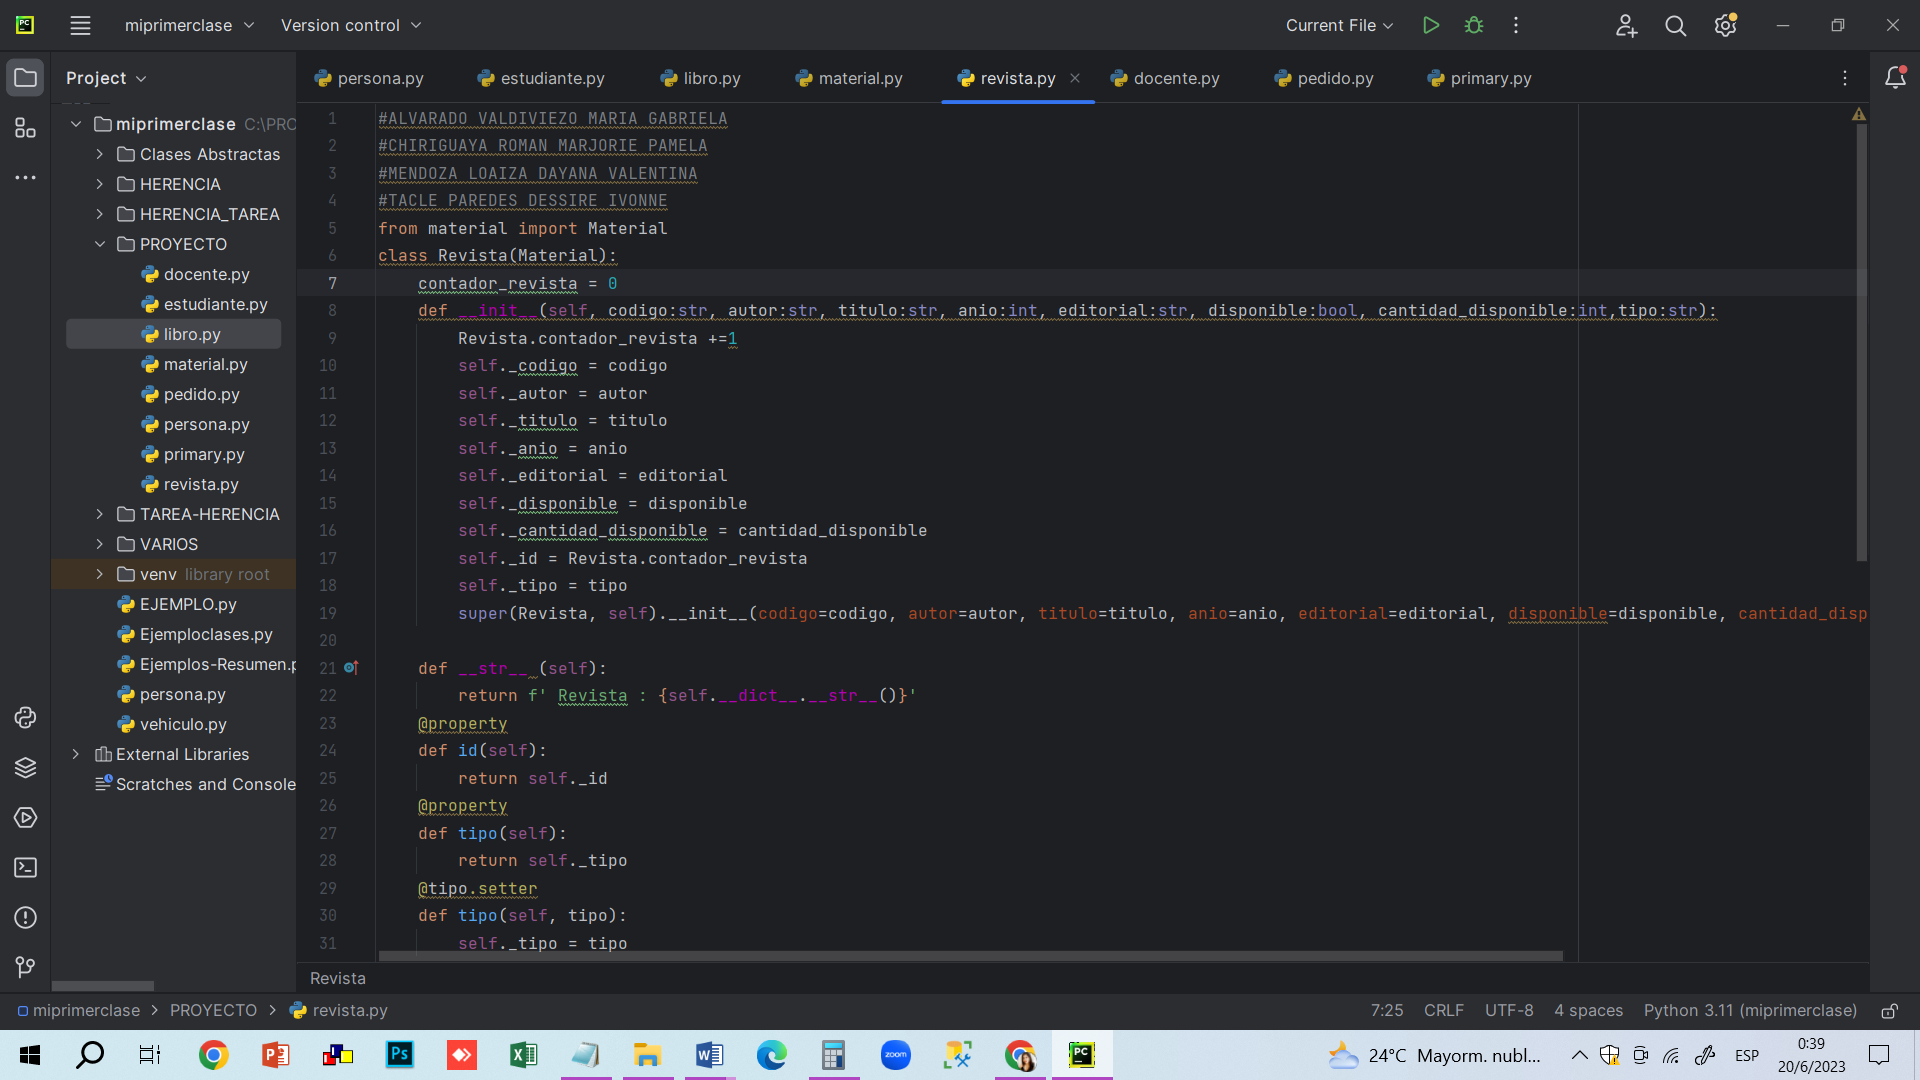 miprimerclase
Version control
Current File
Project
persona.py
estudiante.py
libro.py
material.py
revista.py
docente.py
pedido.py
primary.py
miprimerclase C:\PRO
Clases Abstractas
HERENCIA
HERENCIA_TAREA
PROYECTO
docente.py
estudiante.py
libro.py
material.py
pedido.py
persona.py
primary.py
revista.py
TAREA-HERENCIA
VARIOS
venv library root
EJEMPLO.py
Ejemploclases.py
Ejemplos-Resumen.p
persona.py
vehiculo.py
External Libraries
Scratches and Console
1 #ALVARADO VALDIVIEZO MARIA GABRIELA
2 #CHIRIGUAYA ROMAN MARJORIE PAMELA
3 #MENDOZA LOAIZA DAYANA VALENTINA
4 #TACLE PAREDES DESSIRE IVONNE
5 from material import Material
6 class Revista(Material):
7 contador_revista = 0
8 def __init__(self, codigo:str, autor:str, titulo:str, anio:int, editorial:str, disponible:bool, cantidad_disponible:int,tipo:str):
9 Revista.contador_revista +=1
10 self._codigo = codigo
11 self._autor = autor
12 self._titulo = titulo
13 self._anio = anio
14 self._editorial = editorial
15 self._disponible = disponible
16 self._cantidad_disponible = cantidad_disponible
17 self._id = Revista.contador_revista
18 self._tipo = tipo
19 super(Revista, self).__init__(codigo=codigo, autor=autor, titulo=titulo, anio=anio, editorial=editorial, disponible=disponible, cantidad_disp
20
21 def __str__ (self):
22 return f' Revista : {self.__dict__.__str__()}'
23 @property
24 def id(self):
25 return self._id
26 @property
27 def tipo(self):
28 return self._tipo
29 @tipo.setter
30 def tipo(self, tipo):
31 self._tipo = tipo
Revista
miprimerclase > PROYECTO > revista.py
7:25 CRLF UTF-8 4 spaces Python 3.11 (miprimerclase)
24°C Mayorm. nubl...
ESP
0:39
20/6/2023